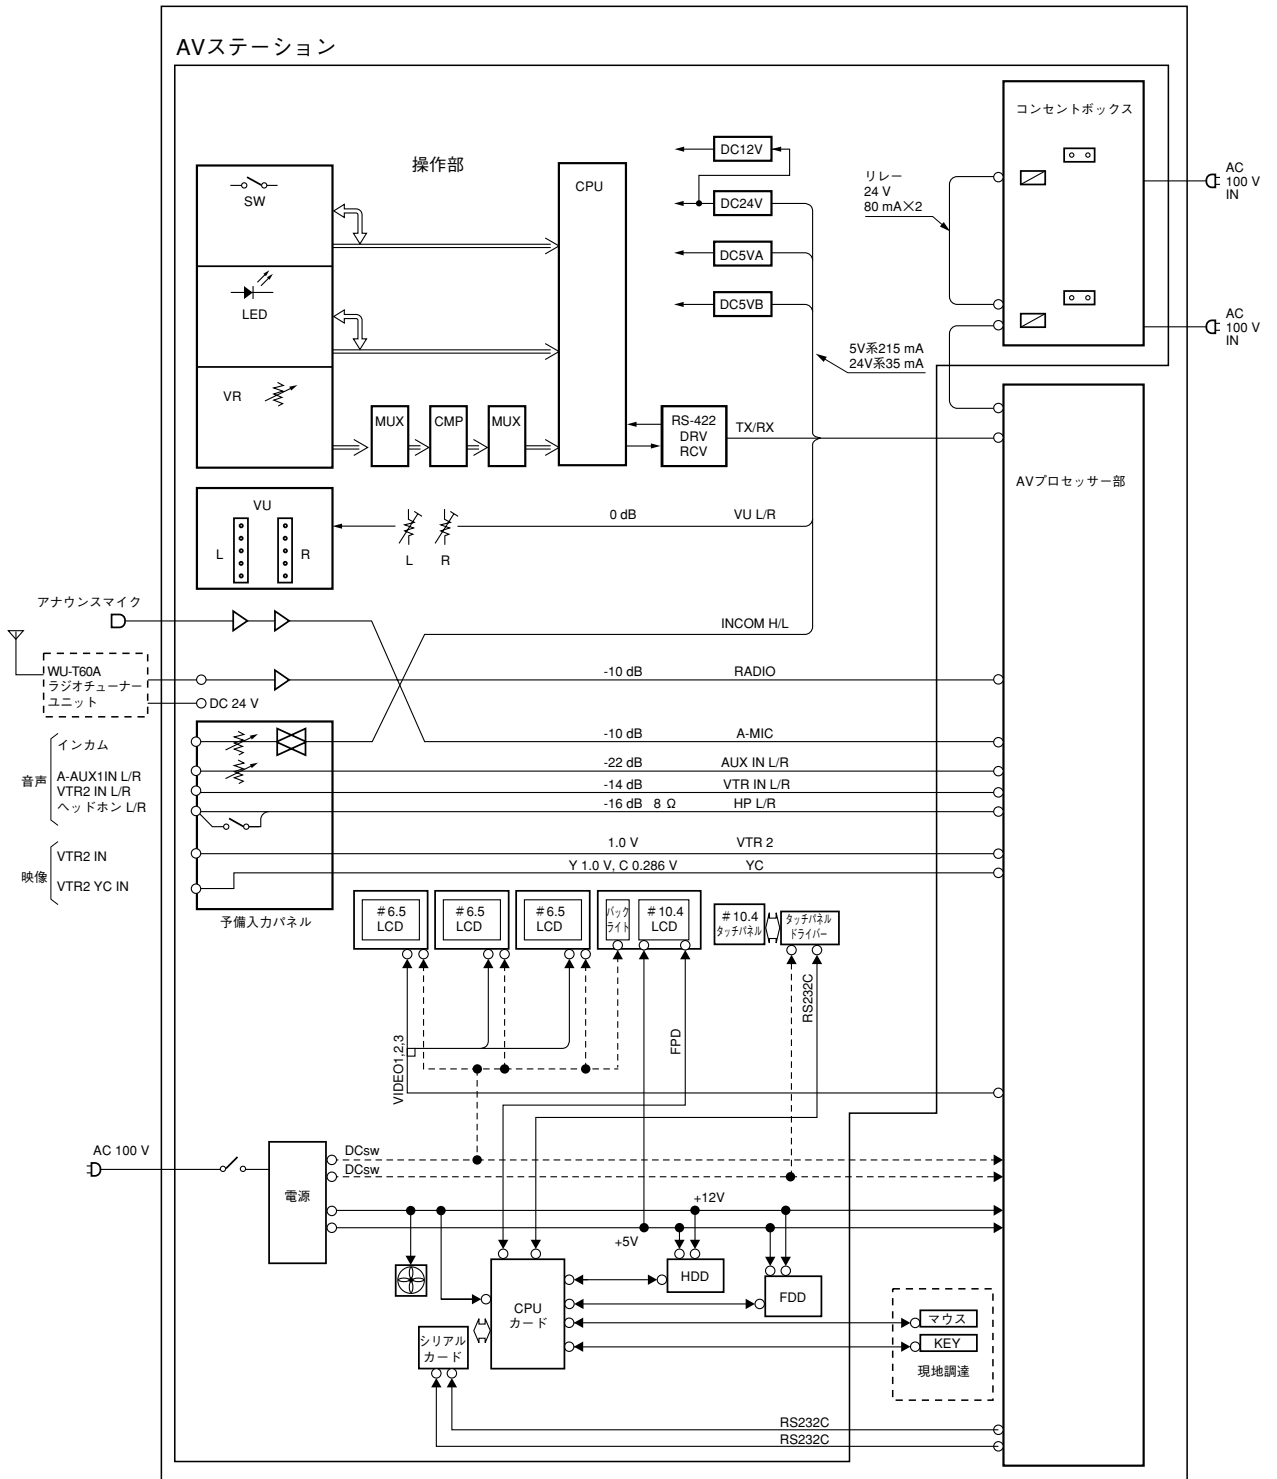 AVステーション
コンセントボックス
操作部
DC12V
CPU
AC
100 V
IN
リレー
24 V
80 mA×2
SW
DC24V
DC5VA
LED
DC5VB
AC
100 V
IN
5V系215 mA
24V系35 mA
VR
MUX
CMP
MUX
RS-422
DRV
RCV
TX/RX
AVプロセッサー部
VU
L
R
0 dB
VU L/R
L
R
アナウンスマイク
INCOM H/L
WU-T60A
ラジオチューナー
ユニット
-10 dB
RADIO
DC 24 V
音声
インカム
A-AUX1IN L/R
VTR2 IN L/R
ヘッドホン L/R
-10 dB
A-MIC
-22 dB
AUX IN L/R
-14 dB
VTR IN L/R
-16 dB 8 Ω
HP L/R
映像
VTR2 IN
VTR2 YC IN
1.0 V
VTR 2
Y 1.0 V, C 0.286 V
YC
予備入力パネル
#6.5
LCD
#6.5
LCD
#6.5
LCD
バック
ライト
#10.4
LCD
#10.4
タッチパネル
タッチパネル
ドライバー
VIDEO1,2,3
FPD
RS232C
AC 100 V
電源
DCsw
DCsw
+12V
+5V
HDD
FDD
CPU
カード
シリアル
カード
マウス
KEY
現地調達
RS232C
RS232C